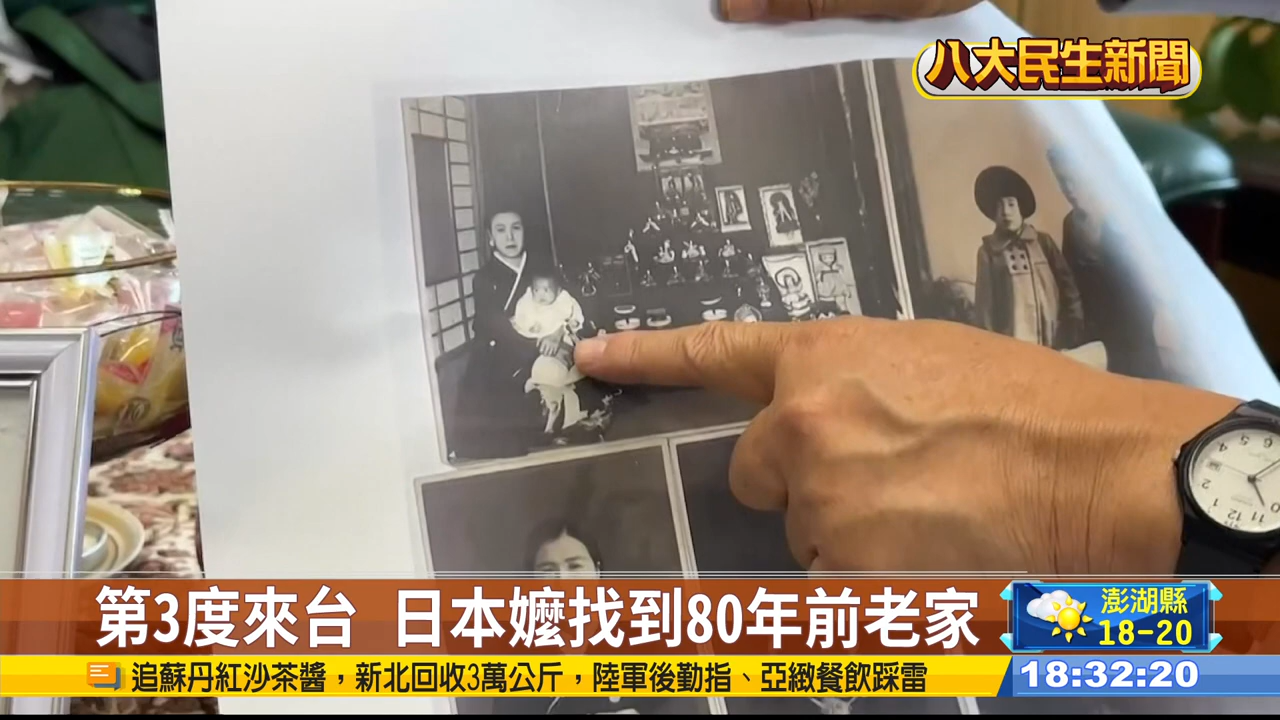 八大民生新聞
第3度來台 日本嬤找到80年前老家
澎湖縣
18-20
追蘇丹紅沙茶醬，新北回收3萬公斤，陸軍後勤指、亞緻餐飲踩雷
18:32:20